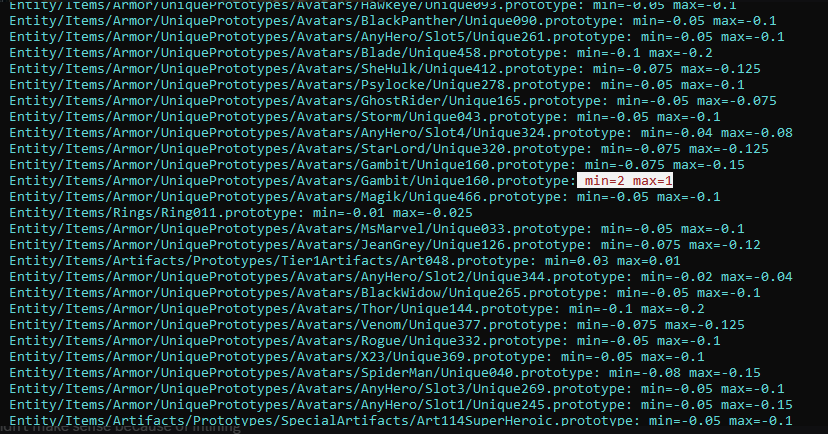 Entity/Items/Armor/UniquePrototypes/Avatars/Hawkeye/Unique093.prototype: min=-0.05 max=-0.1
Entity/Items/Armor/UniquePrototypes/Avatars/BlackPanther/Unique090.prototype: min=-0.05 max=-0.1
Entity/Items/Armor/UniquePrototypes/Avatars/AnyHero/Slot5/Unique261.prototype: min=-0.05 max=-0.1
Entity/Items/Armor/UniquePrototypes/Avatars/Blade/Unique458.prototype: min=-0.1 max=-0.2
Entity/Items/Armor/UniquePrototypes/Avatars/SheHulk/Unique412.prototype: min=-0.075 max=-0.125
Entity/Items/Armor/UniquePrototypes/Avatars/Psylocke/Unique278.prototype: min=-0.05 max=-0.1
Entity/Items/Armor/UniquePrototypes/Avatars/GhostRider/Unique165.prototype: min=-0.05 max=-0.075
Entity/Items/Armor/UniquePrototypes/Avatars/Storm/Unique043.prototype: min=-0.05 max=-0.1
Entity/Items/Armor/UniquePrototypes/Avatars/AnyHero/Slot4/Unique324.prototype: min=-0.04 max=-0.08
Entity/Items/Armor/UniquePrototypes/Avatars/StarLord/Unique320.prototype: min=-0.075 max=-0.125
Entity/Items/Armor/UniquePrototypes/Avatars/Gambit/Unique160.prototype: min=-0.075 max=-0.15
Entity/Items/Armor/UniquePrototypes/Avatars/Gambit/Unique160.prototype: min=2 max=1
Entity/Items/Armor/UniquePrototypes/Avatars/Magik/Unique466.prototype: min=-0.05 max=-0.1
Entity/Items/Rings/Ring011.prototype: min=-0.01 max=-0.025
Entity/Items/Armor/UniquePrototypes/Avatars/MsMarvel/Unique033.prototype: min=-0.05 max=-0.1
Entity/Items/Armor/UniquePrototypes/Avatars/JeanGrey/Unique126.prototype: min=-0.075 max=-0.12
Entity/Items/Artifacts/Prototypes/Tier1Artifacts/Art048.prototype: min=0.03 max=0.01
Entity/Items/Armor/UniquePrototypes/Avatars/AnyHero/Slot2/Unique344.prototype: min=-0.02 max=-0.04
Entity/Items/Armor/UniquePrototypes/Avatars/BlackWidow/Unique265.prototype: min=-0.05 max=-0.1
Entity/Items/Armor/UniquePrototypes/Avatars/Thor/Unique144.prototype: min=-0.1 max=-0.2
Entity/Items/Armor/UniquePrototypes/Avatars/Venom/Unique377.prototype: min=-0.075 max=-0.125
Entity/Items/Armor/UniquePrototypes/Avatars/Rogue/Unique332.prototype: min=-0.05 max=-0.1
Entity/Items/Armor/UniquePrototypes/Avatars/X23/Unique369.prototype: min=-0.05 max=-0.1
Entity/Items/Armor/UniquePrototypes/Avatars/SpiderMan/Unique040.prototype: min=-0.08 max=-0.15
Entity/Items/Armor/UniquePrototypes/Avatars/AnyHero/Slot3/Unique269.prototype: min=-0.05 max=-0.1
Entity/Items/Armor/UniquePrototypes/Avatars/AnyHero/Slot1/Unique245.prototype: min=-0.05 max=-0.15
Entity/Items/Artifacts/Prototypes/SpecialArtifacts/Art114SuperHeroic.prototype: min=-0.05 max=-0.1
make sense because of